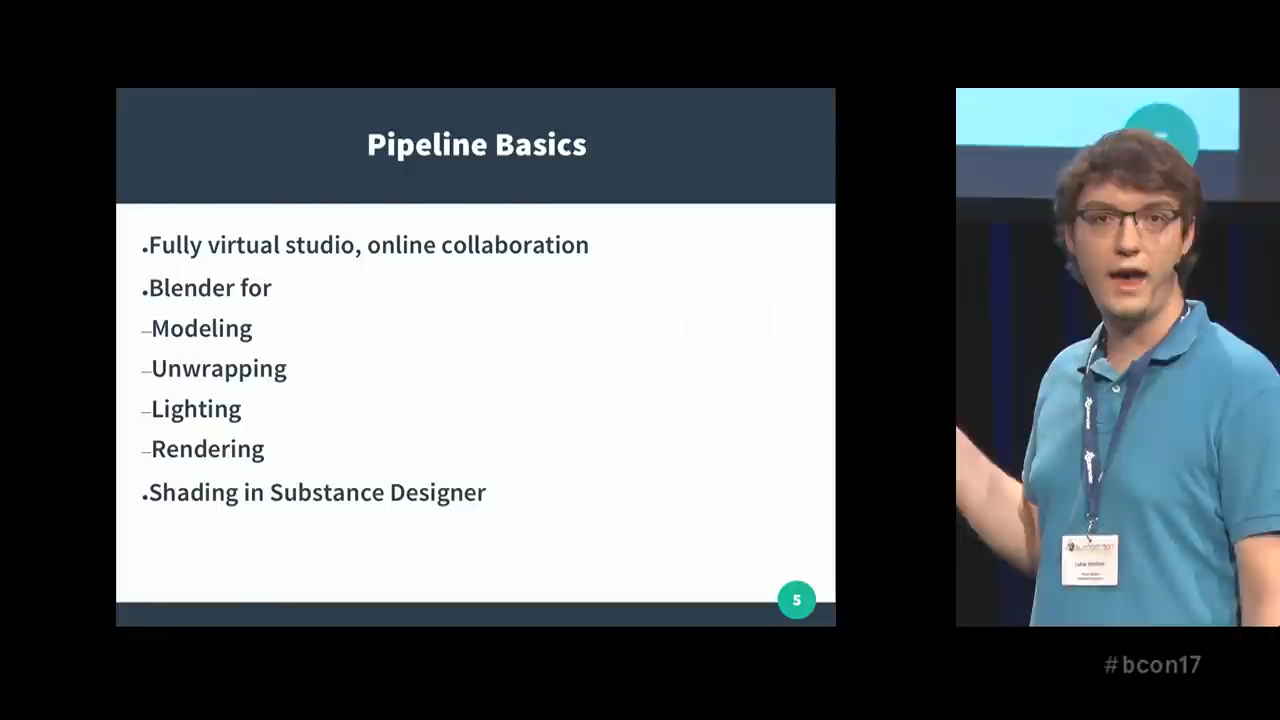 Pipeline Basics
.Fully virtual studio, online collaboration
.Blender for
–Modeling
–Unwrapping
–Lighting
–Rendering
.Shading in Substance Designer
5
#bcon17